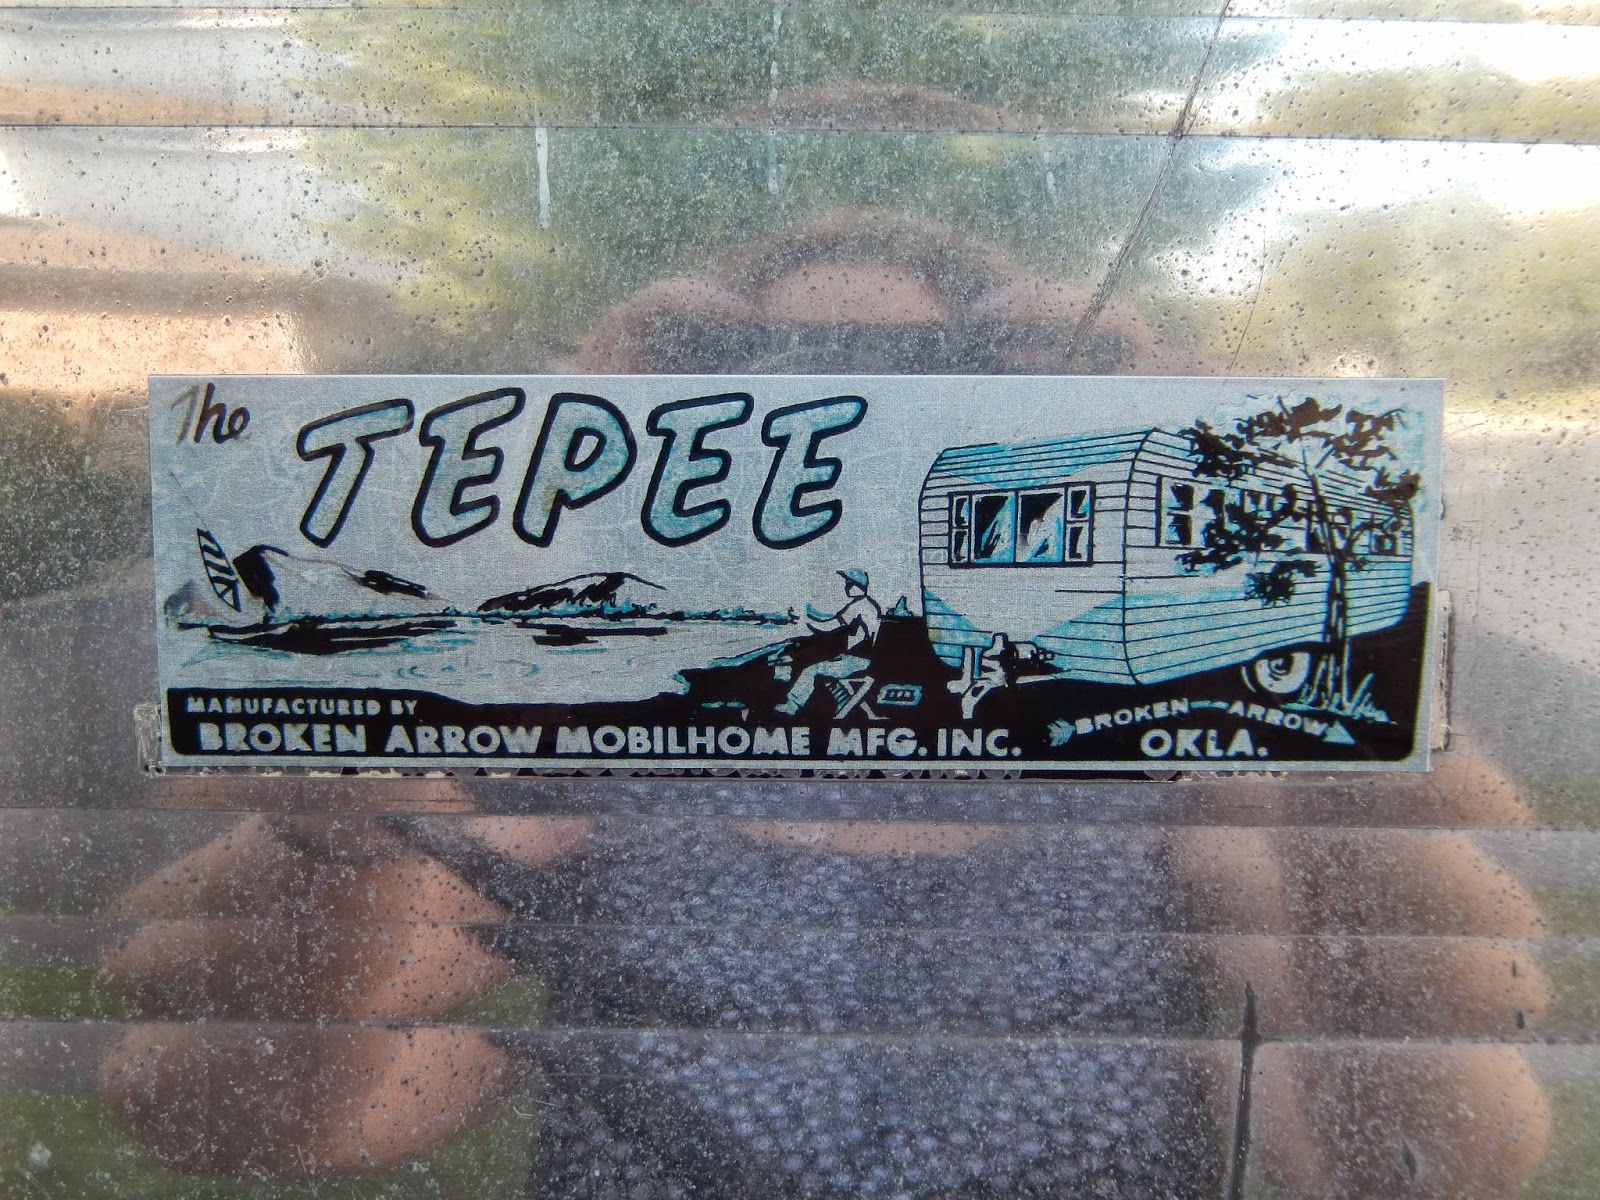 The TEPEE
MANUFACTURED BY
BROKEN ARROW MOBILHOME MFG. INC.
BROKEN ARROW
OKLA.